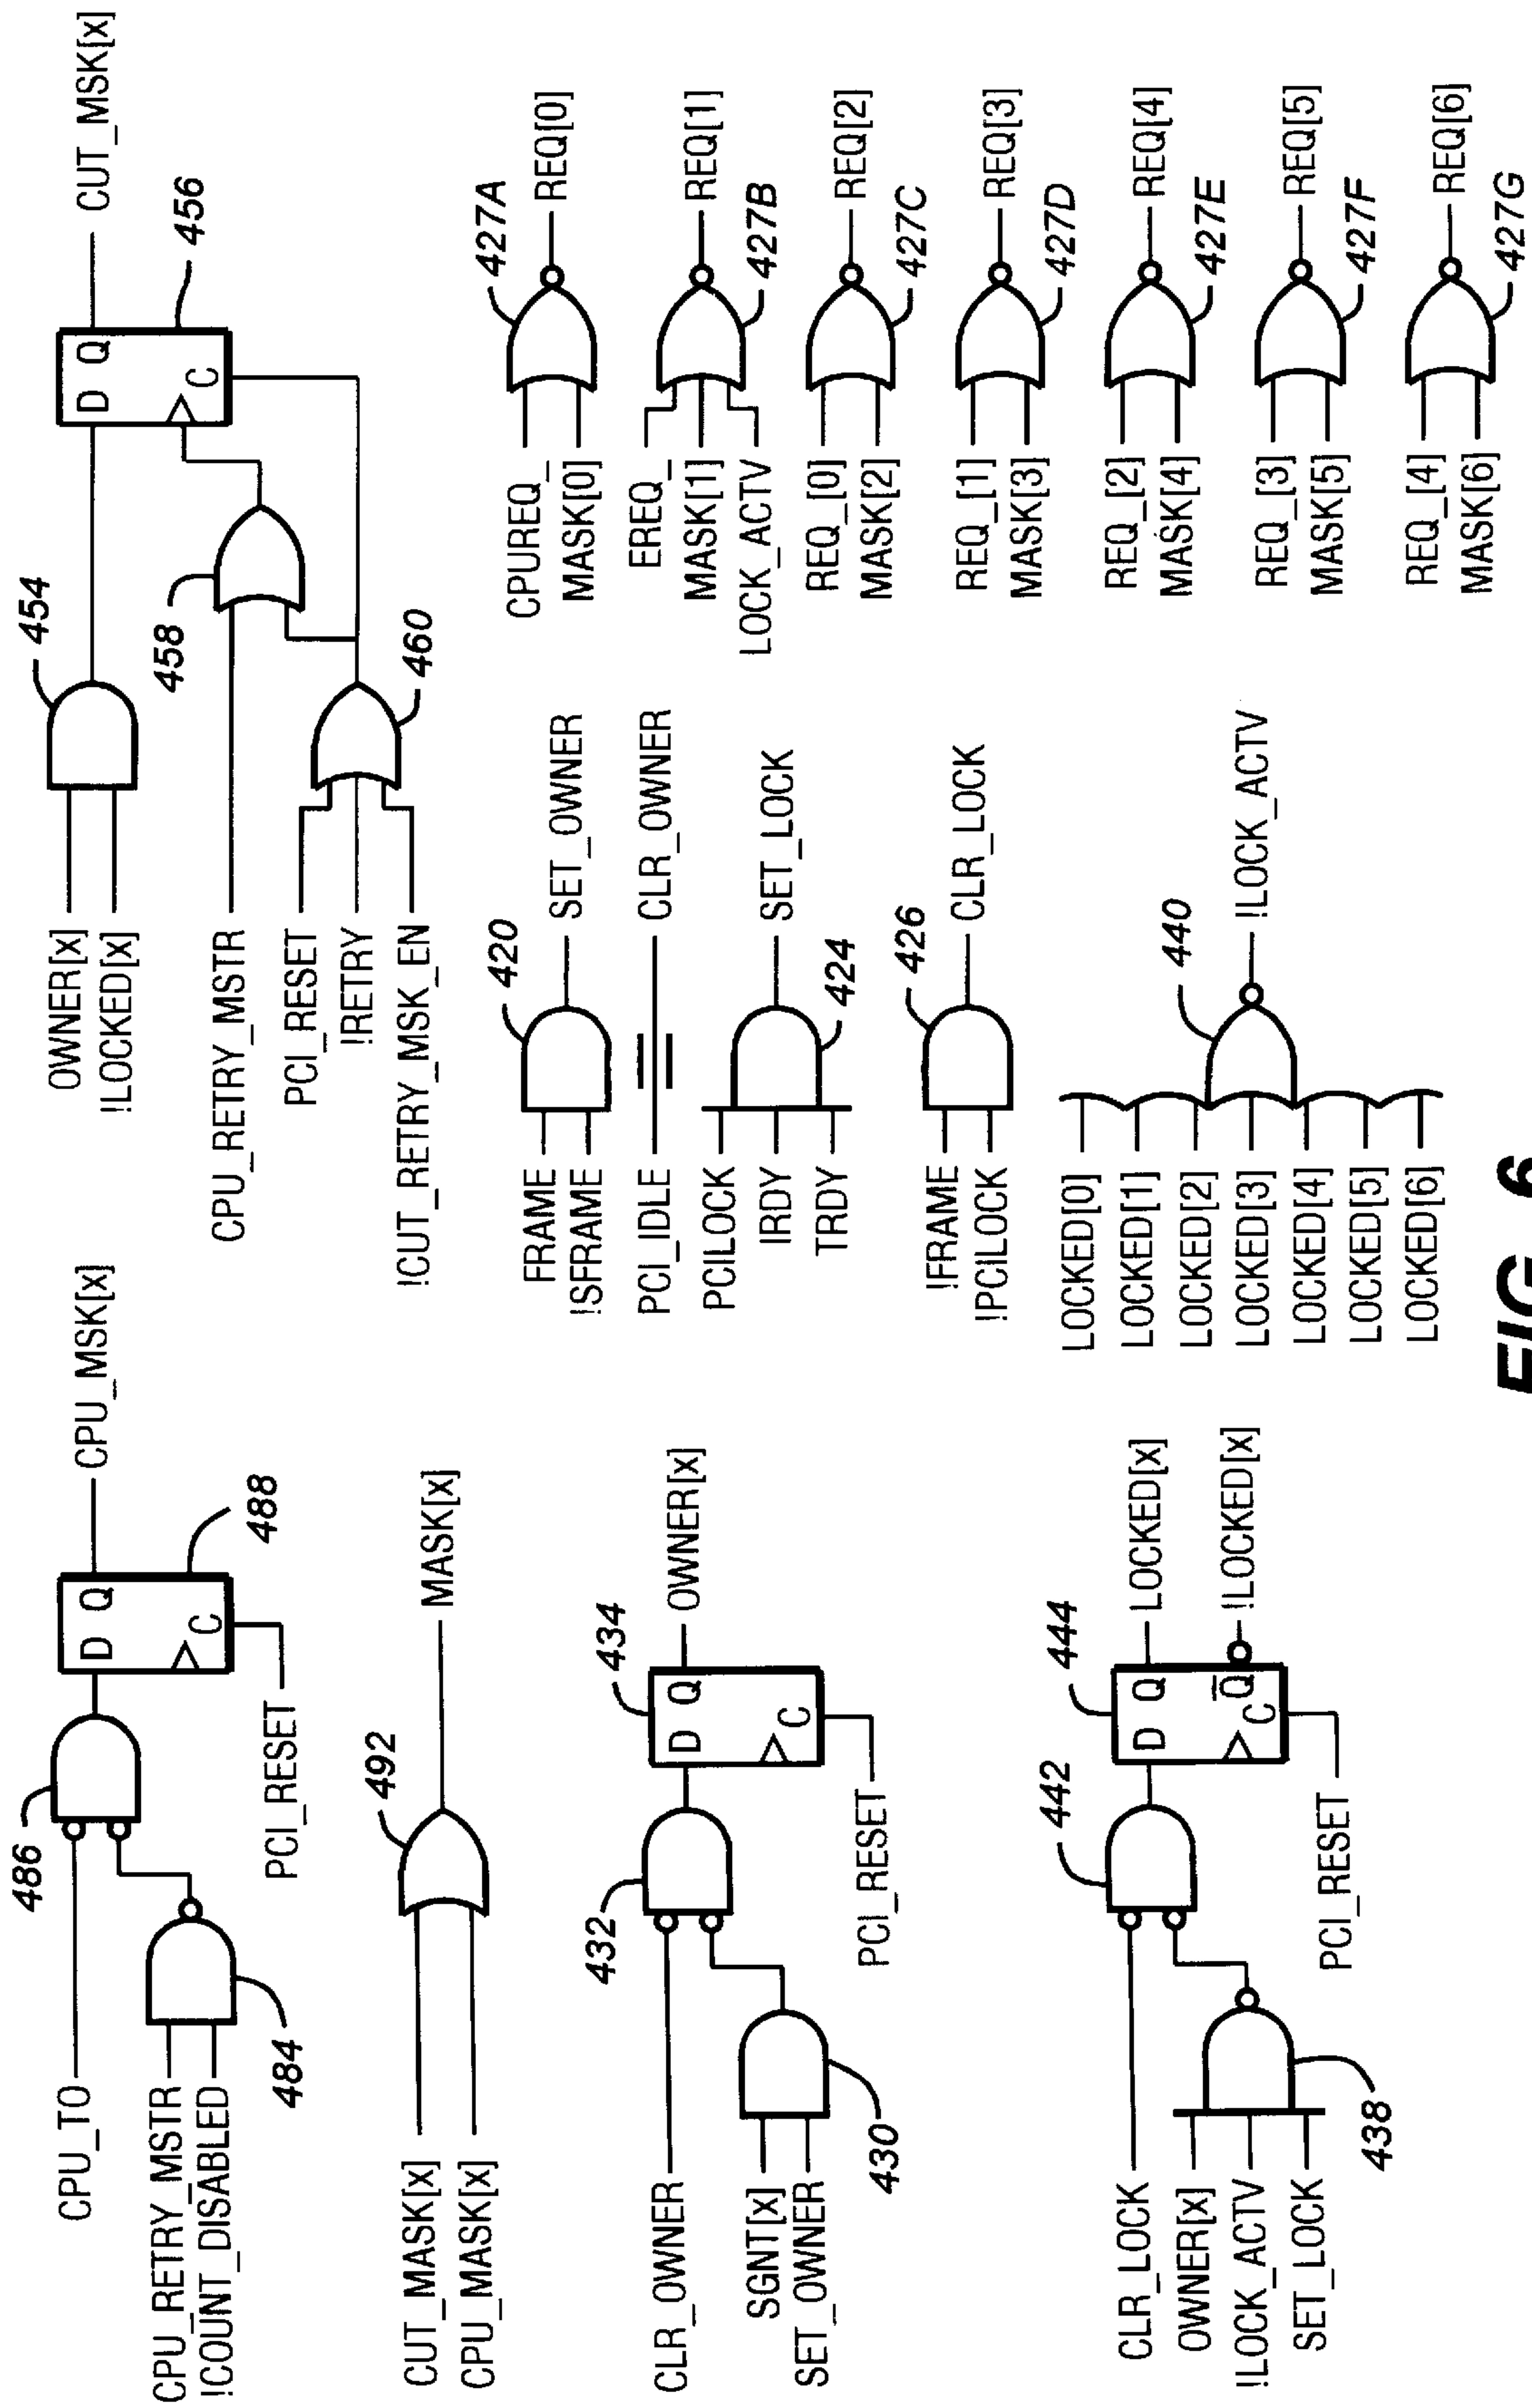 CPU_TO
CPU_RETRY_MSTR
!COUNT_DISABLED
484
486
D Q
C
PCI_RESET
488
CPU_MSK[x]
CUT_MASK[x]
CPU_MASK[x]
492
MASK[x]
CLR_OWNER
SGNT[x]
SET_OWNER
430
432
D Q
C
PCI_RESET
434
OWNER[x]
CLR_LOCK
OWNER[x]
!LOCK_ACTV
SET_LOCK
438
442
D Q
Q
C
PCI_RESET
444
LOCKED[x]
!LOCKED[x]
OWNER[x]
!LOCKED[x]
454
CPU_RETRY_MSTR
458
PCI_RESET
!RETRY
!CUT_RETRY_MSK_EN
460
D Q
C
456
CUT_MSK[x]
FRAME
!SFRAME
420
SET_OWNER
PCI_IDLE
CLR_OWNER
PCILOCK
IRDY
TRDY
424
SET_LOCK
!FRAME
!PCILOCK
426
CLR_LOCK
LOCKED[0]
LOCKED[1]
LOCKED[2]
LOCKED[3]
LOCKED[4]
LOCKED[5]
LOCKED[6]
440
!LOCK_ACTV
CPUREQ_
MASK[0]
427A
REQ[0]
EREQ_
MASK[1]
LOCK_ACTV
427B
REQ[1]
REQ_[0]
MASK[2]
427C
REQ[2]
REQ_[1]
MASK[3]
427D
REQ[3]
REQ_[2]
MASK[4]
427E
REQ[4]
REQ_[3]
MASK[5]
427F
REQ[5]
REQ_[4]
MASK[6]
427G
REQ[6]
FIG. 6